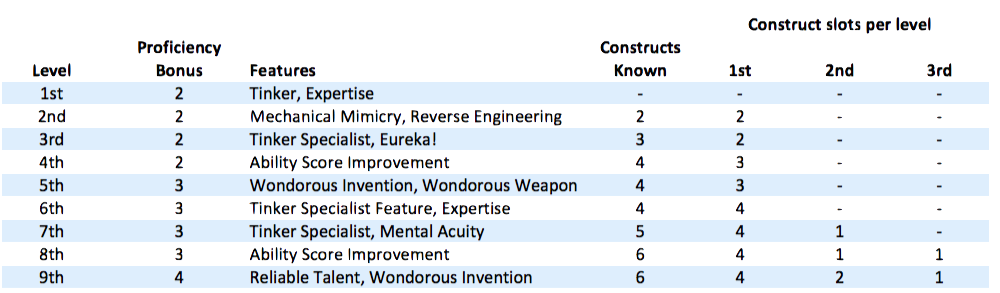 Construct slots per level
Proficiency Constructs
Level Bonus Features Known 1st 2nd 3rd
1st 2 Tinker, Expertise - - - -
2nd 2 Mechanical Mimicry, Reverse Engineering 2 2 - -
3rd 2 Tinker Specialist, Eureka! 3 2 - -
4th 2 Ability Score Improvement 4 3 - -
5th 3 Wondorous Invention, Wondorous Weapon 4 3 - -
6th 3 Tinker Specialist Feature, Expertise 4 4 - -
7th 3 Tinker Specialist, Mental Acuity 5 4 1 -
8th 3 Ability Score Improvement 6 4 1 1
9th 4 Reliable Talent, Wondorous Invention 6 4 2 1